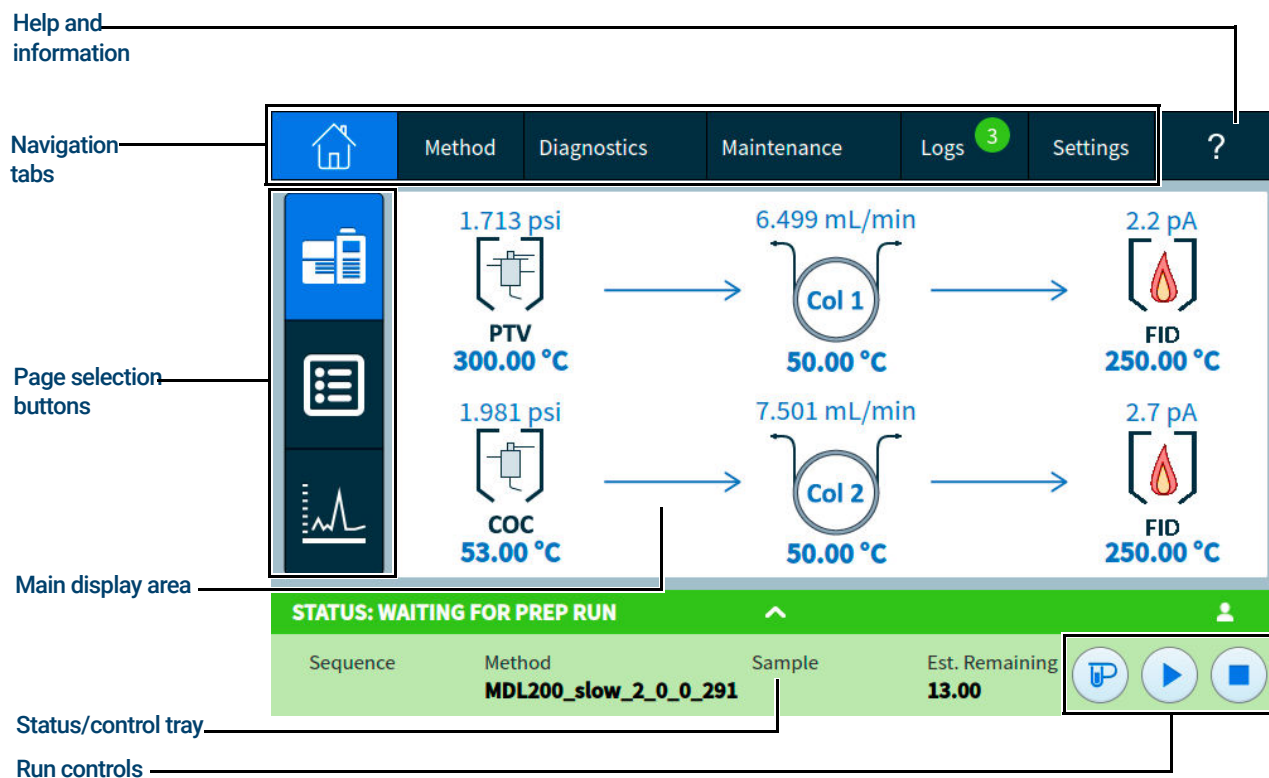 Help and
information
Navigation
tabs
Method Diagnostics Maintenance Logs 3 Settings ?
1.713 psi 6.499 mL/min 2.2 pA
Col 1
PTV FID
300.00 °C 50.00 °C 250.00 °C
Page selection
buttons
1.981 psi 7.501 mL/min 2.7 pA
Col 2
COC FID
53.00 °C 50.00 °C 250.00 °C
Main display area
STATUS: WAITING FOR PREP RUN
Sequence Method Sample Est. Remaining
MDL200_slow_2_0_0_291 13.00
Status/control tray
Run controls